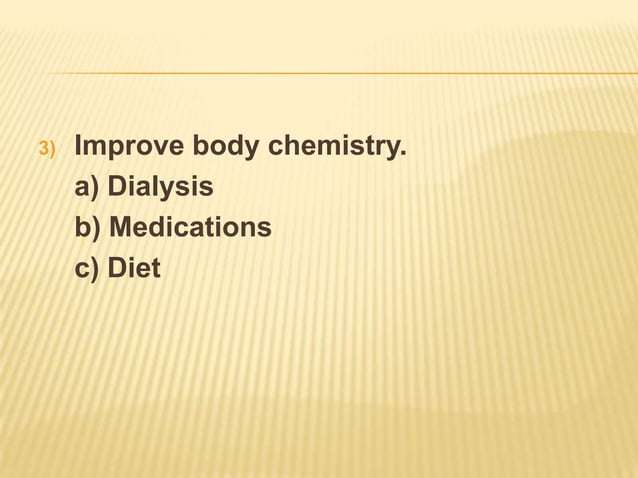 3) Improve body chemistry.
a) Dialysis
b) Medications
c) Diet